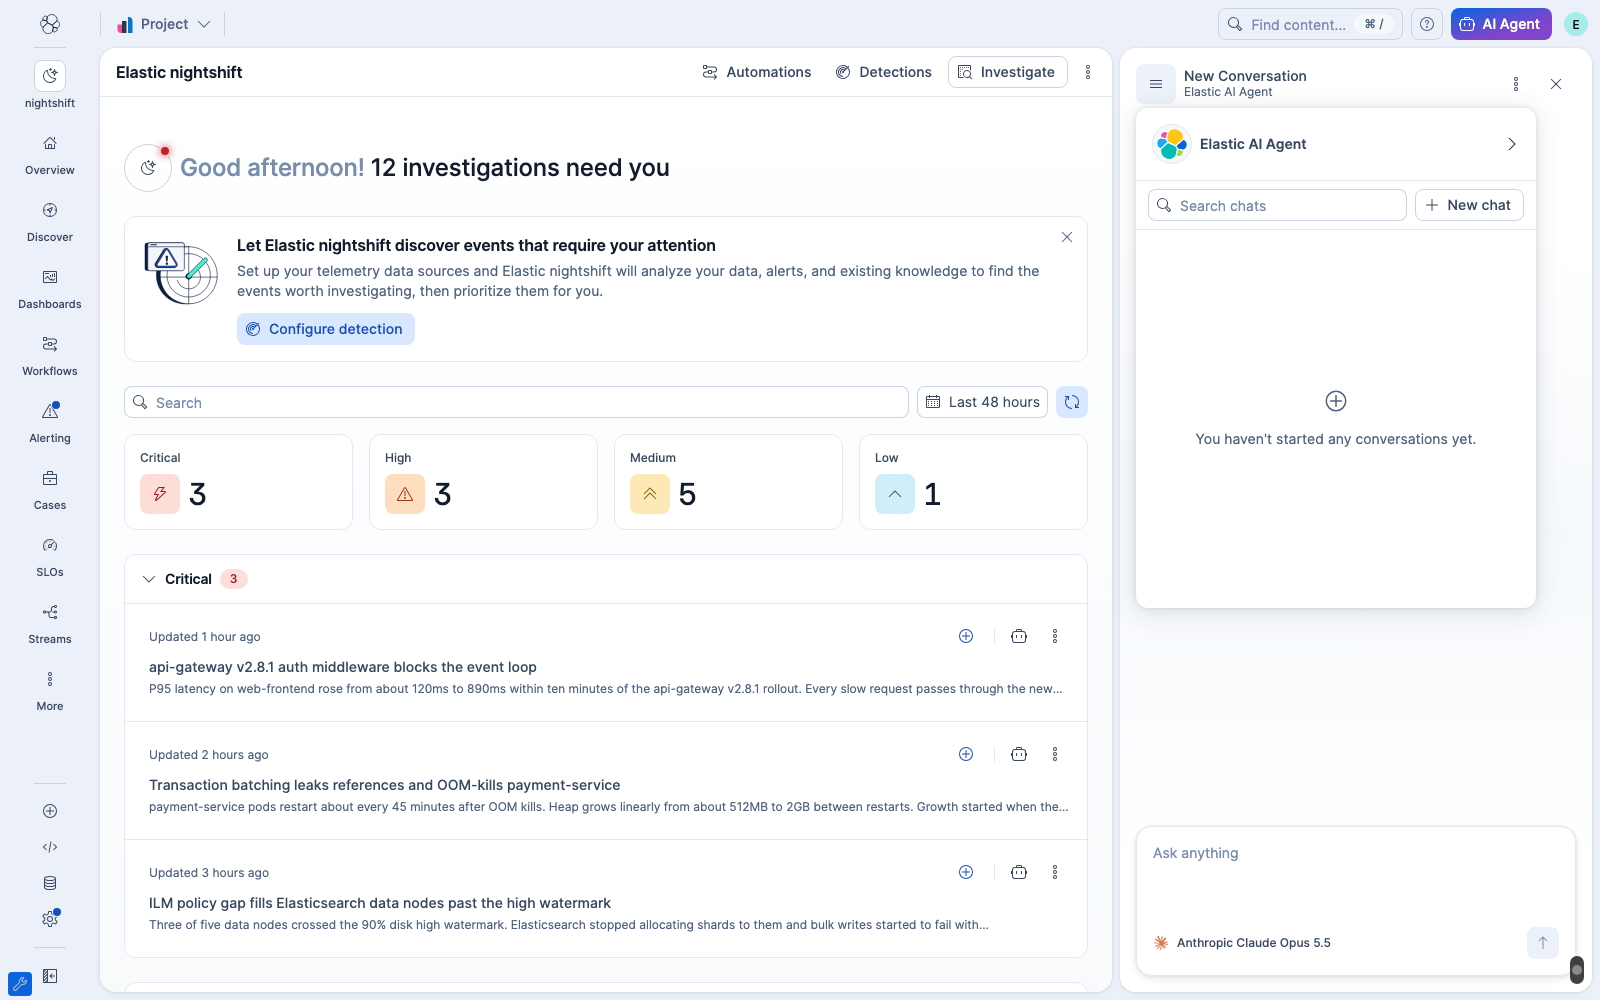 Project
Find content...
⌘ /
AI Agent
E
nightshift
Overview
Discover
Dashboards
Workflows
Alerting
Cases
SLOs
Streams
More
Elastic nightshift
Automations
Detections
Investigate
Good afternoon! 12 investigations need you
Let Elastic nightshift discover events that require your attention
Set up your telemetry data sources and Elastic nightshift will analyze your data, alerts, and existing knowledge to find the
events worth investigating, then prioritize them for you.
Configure detection
Search
Last 48 hours
Critical
3
High
3
Medium
5
Low
1
Critical 3
Updated 1 hour ago
api-gateway v2.8.1 auth middleware blocks the event loop
P95 latency on web-frontend rose from about 120ms to 890ms within ten minutes of the api-gateway v2.8.1 rollout. Every slow request passes through the new...
Updated 2 hours ago
Transaction batching leaks references and OOM-kills payment-service
payment-service pods restart about every 45 minutes after OOM kills. Heap grows linearly from about 512MB to 2GB between restarts. Growth started when the...
Updated 3 hours ago
ILM policy gap fills Elasticsearch data nodes past the high watermark
Three of five data nodes crossed the 90% disk high watermark. Elasticsearch stopped allocating shards to them and bulk writes started to fail with...
New Conversation
Elastic AI Agent
Elastic AI Agent
Search chats
New chat
You haven't started any conversations yet.
Ask anything
Anthropic Claude Opus 5.5